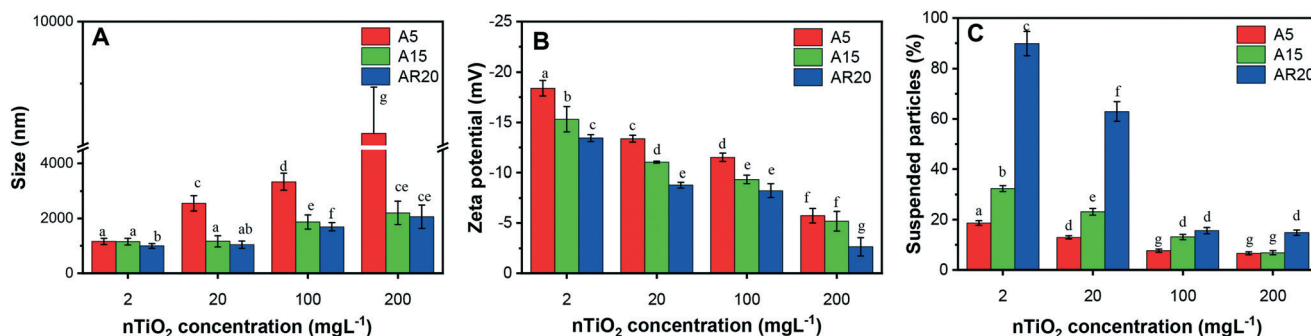 A
A5
A15
AR20
Size (nm)
10000
4000
2000
0
a a b
c a ab
d e f
g ce ce
2 20 100 200
nTiO₂ concentration (mgL⁻¹)
B
A5
A15
AR20
Zeta potential (mV)
-25
-20
-15
-10
-5
0
a b c
c d e
d e e
f f g
2 20 100 200
nTiO₂ concentration (mgL⁻¹)
C
A5
A15
AR20
Suspended particles (%)
100
80
60
40
20
0
a b c
d e f
g d d
g g d
2 20 100 200
nTiO₂ concentration (mgL⁻¹)